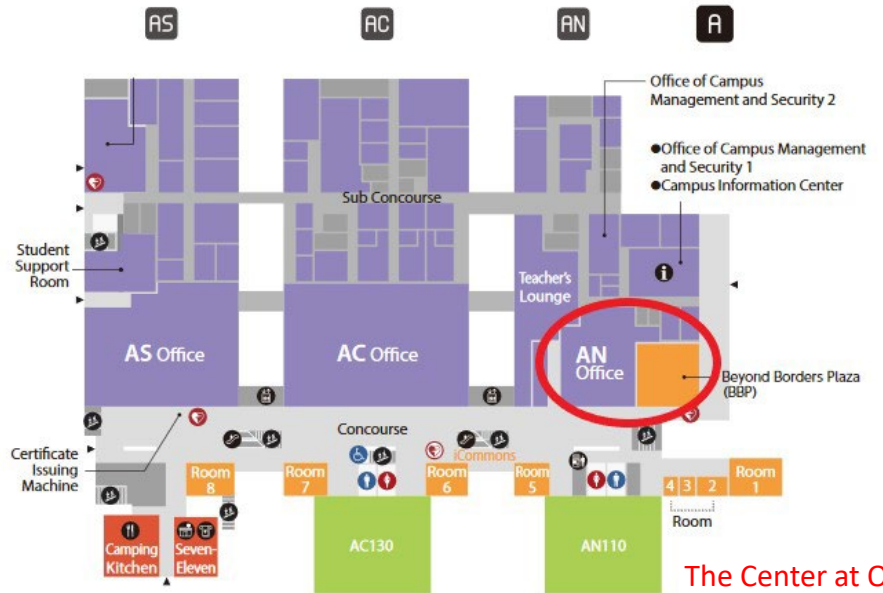 AS
AC
AN
A
Office of Campus
Management and Security 2
●Office of Campus Management
and Security 1
●Campus Information Center
Sub Concourse
Student
Support
Room
Teacher's
Lounge
i
AS Office
AC Office
AN
Office
Beyond Borders Plaza
(BBP)
Concourse
iCommons
Certificate
Issuing
Machine
Room
8
Room
7
Room
6
Room
5
4
3
2
Room
1
Room
Camping
Kitchen
Seven-
Eleven
AC130
AN110
The Center at O